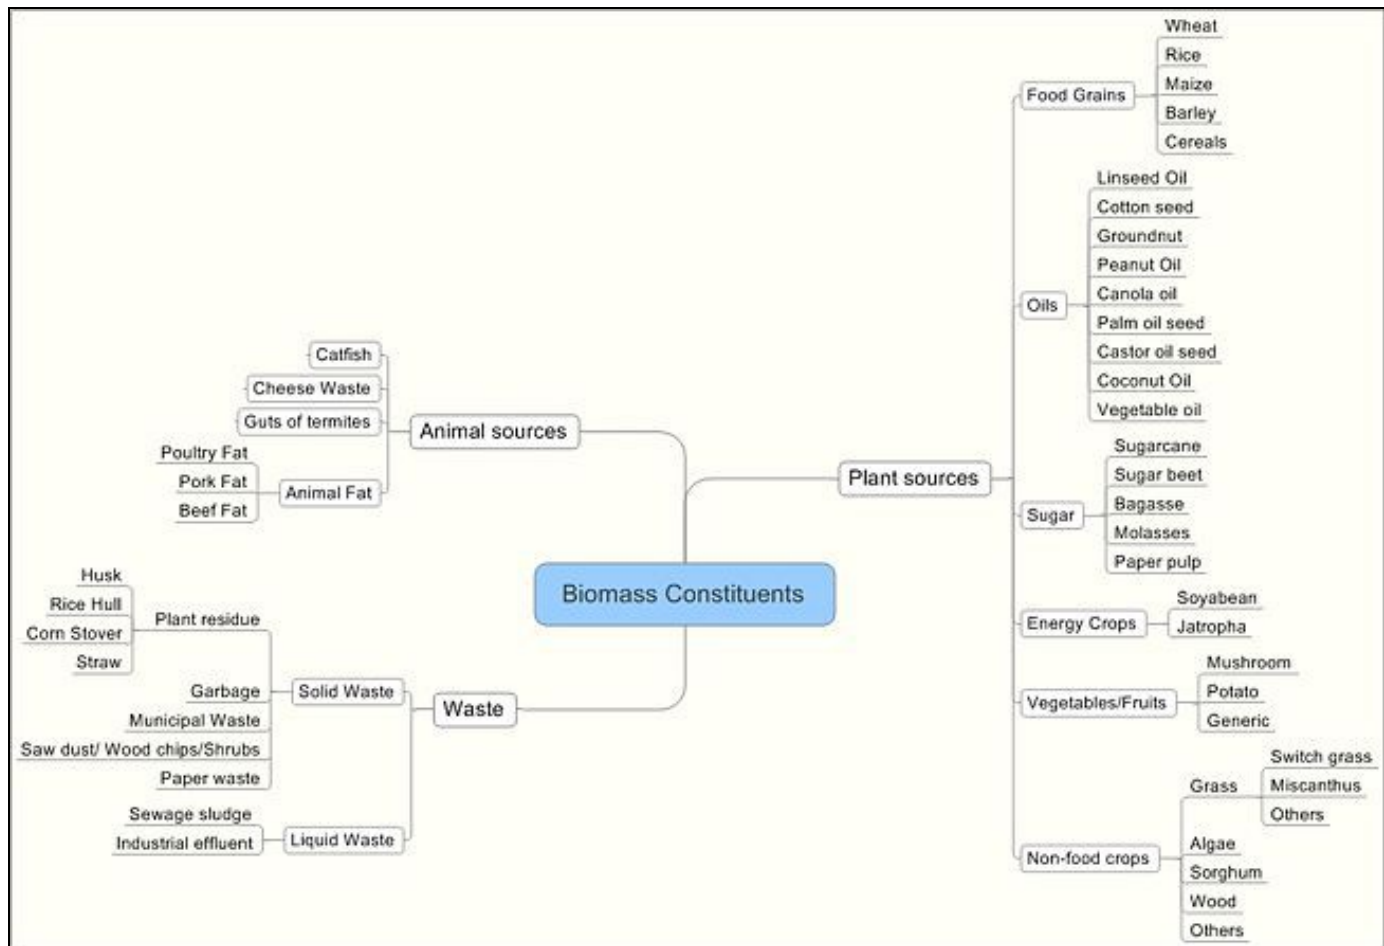 Biomass Constituents
Animal sources
Catfish
Cheese Waste
Guts of termites
Animal Fat
Poultry Fat
Pork Fat
Beef Fat
Waste
Solid Waste
Plant residue
Husk
Rice Hull
Corn Stover
Straw
Garbage
Municipal Waste
Saw dust/ Wood chips/Shrubs
Paper waste
Liquid Waste
Sewage sludge
Industrial effluent
Plant sources
Food Grains
Wheat
Rice
Maize
Barley
Cereals
Oils
Linseed Oil
Cotton seed
Groundnut
Peanut Oil
Canola oil
Palm oil seed
Castor oil seed
Coconut Oil
Vegetable oil
Sugar
Sugarcane
Sugar beet
Bagasse
Molasses
Paper pulp
Energy Crops
Soyabean
Jatropha
Vegetables/Fruits
Mushroom
Potato
Generic
Non-food crops
Grass
Switch grass
Miscanthus
Others
Algae
Sorghum
Wood
Others